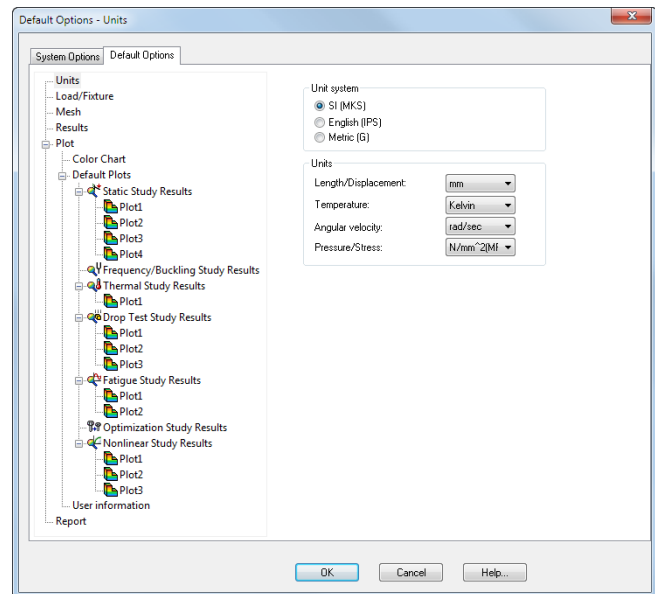 Default Options - Units
System Options Default Options
Units
Load/Fixture
Mesh
Results
Plot
Color Chart
Default Plots
Static Study Results
Plot1
Plot2
Plot3
Plot4
Frequency/Buckling Study Results
Thermal Study Results
Plot1
Drop Test Study Results
Plot1
Plot2
Plot3
Fatigue Study Results
Plot1
Plot2
Optimization Study Results
Nonlinear Study Results
Plot1
Plot2
Plot3
User information
Report
Unit system
SI (MKS)
English (IPS)
Metric (G)
Units
Length/Displacement: mm
Temperature: Kelvin
Angular velocity: rad/sec
Pressure/Stress: N/mm^2(MF
OK Cancel Help...